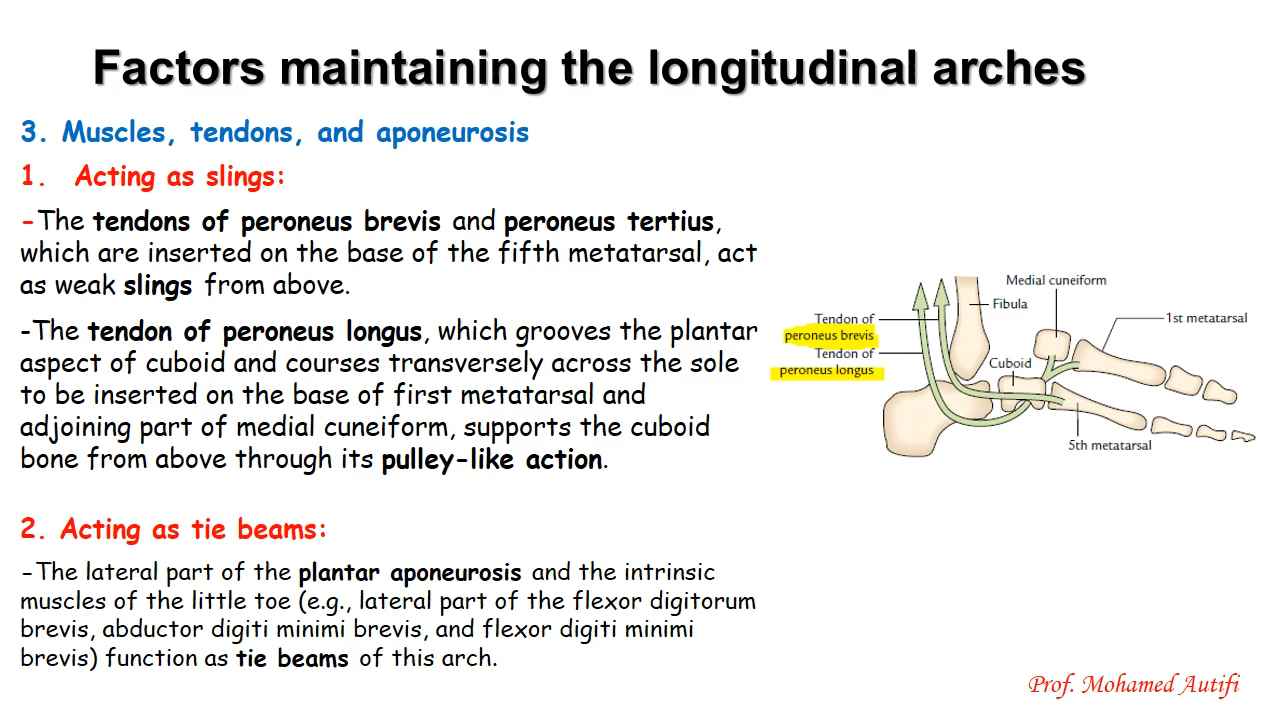 Factors maintaining the longitudinal arches
3. Muscles, tendons, and aponeurosis
1. Acting as slings:
-The tendons of peroneus brevis and peroneus tertius,
which are inserted on the base of the fifth metatarsal, act
as weak slings from above.
-The tendon of peroneus longus, which grooves the plantar
aspect of cuboid and courses transversely across the sole
to be inserted on the base of first metatarsal and
adjoining part of medial cuneiform, supports the cuboid
bone from above through its pulley-like action.
2. Acting as tie beams:
-The lateral part of the plantar aponeurosis and the intrinsic
muscles of the little toe (e.g., lateral part of the flexor digitorum
brevis, abductor digiti minimi brevis, and flexor digiti minimi
brevis) function as tie beams of this arch.
Medial cuneiform
Fibula
1st metatarsal
Tendon of
peroneus brevis
Tendon of
peroneus longus
Cuboid
5th metatarsal
Prof. Mohamed Autifi